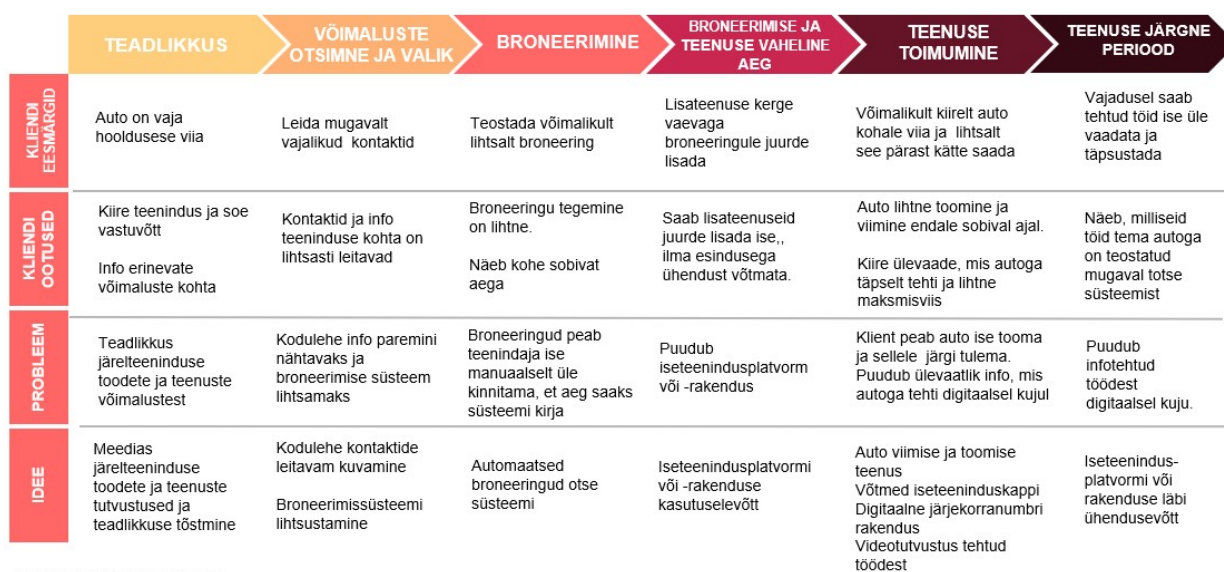 TEADLIKKUS
VÕIMALUSTE
OTSIMNE JA VALIK
BRONEERIMINE
BRONEERIMISE JA
TEENUSE VAHELINE
AEG
TEENUSE
TOIMUMINE
TEENUSE JÄRGNE
PERIOOD
KLIENDI
EESMÄRGID
Auto on vaja
hooldusese viia
Leida mugavalt
vajalikud kontaktid
Teostada võimalikult
lihtsalt broneering
Lisateenuse kerge
vaevaga
broneeringule juurde
lisada
Võimalikult kiirelt auto
kohale viia ja lihtsalt
see pärast kätte saada
Vajadusel saab
tehtud töid ise üle
vaadata ja
täpsustada
KLIENDI
OOTUSED
Kiire teenindus ja soe
vastuvõtt
Info erinevate
võimaluste kohta
Kontaktid ja info
teeninduse kohta on
lihtsasti leitavad
Broneeringu tegemine
on lihtne.
Näeb kohe sobivat
aega
Saab lisateenuseid
juurde lisada ise,,
ilma esindusega
ühendust võtmata.
Auto lihtne toomine ja
viimine endale sobival ajal.
Kiire ülevaade, mis autoga
täpselt tehti ja lihtne
maksmisviis
Näeb, milliseid
töid tema autoga
on teostatud
mugaval totse
süsteemist
PROBLEEM
Teadlikkus
järelteeninduse
toodete ja teenuste
võimalustest
Kodulehe info paremini
nähtavaks ja
broneerimise süsteem
lihtsamaks
Broneeringud peab
teenindaja ise
manuaalselt üle
kinnitama, et aeg saaks
süsteemi kirja
Puudub
iseteenindusplatvorm
või -rakendus
Klient peab auto ise tooma
ja sellele järgi tulema.
Puudub ülevaatlik info, mis
autoga tehti digitaalsel kujul
Puudub
infotehtud
töödest
digitaalsel kuju.
IDEE
Meedias
järelteeninduse
toodete ja teenuste
tutvustused ja
teadlikkuse tõstmine
Kodulehe kontaktide
leitavam kuvamine
Broneerimissüsteemi
lihtsustamine
Automaatsed
broneeringud otse
süsteemi
Iseteenindusplatvormi
või -rakenduse
kasutuselevõtt
Auto viimise ja toomise
teenus
Võtmed iseteeninduskappi
Digitaalne järjekorranumbri
rakendus
Videotutvustus tehtud
töödest
Iseteenindus-
platvormi või
rakenduse läbi
ühendusevõtt